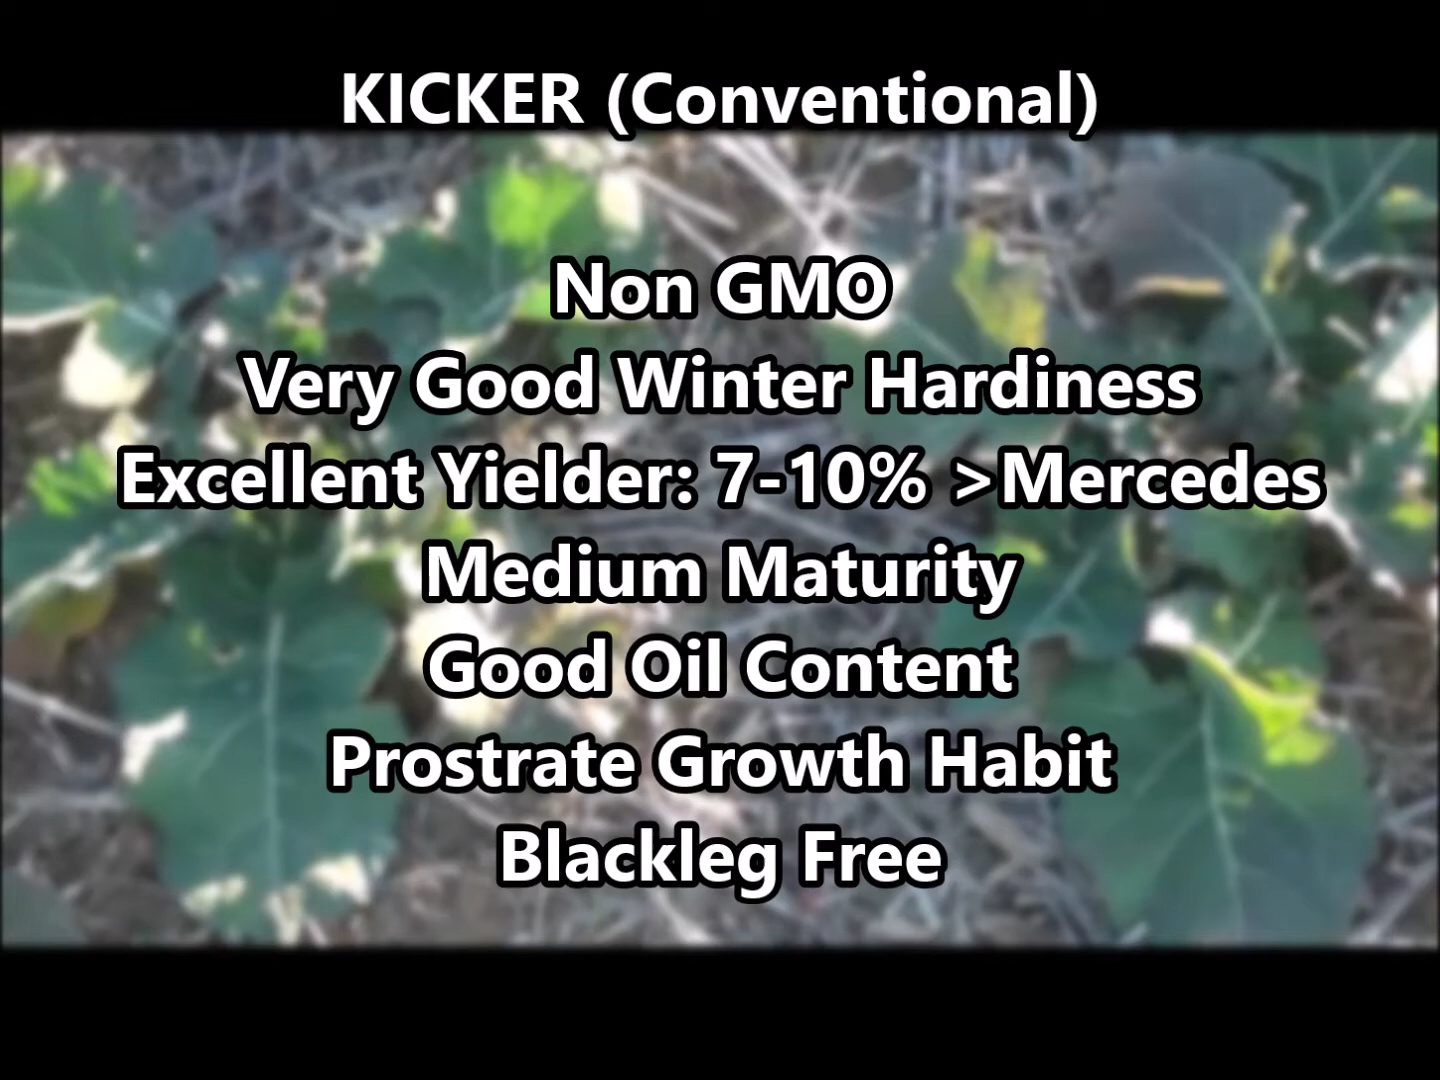 KICKER (Conventional)
Non GMO
Very Good Winter Hardiness
Excellent Yielder: 7-10% >Mercedes
Medium Maturity
Good Oil Content
Prostrate Growth Habit
Blackleg Free